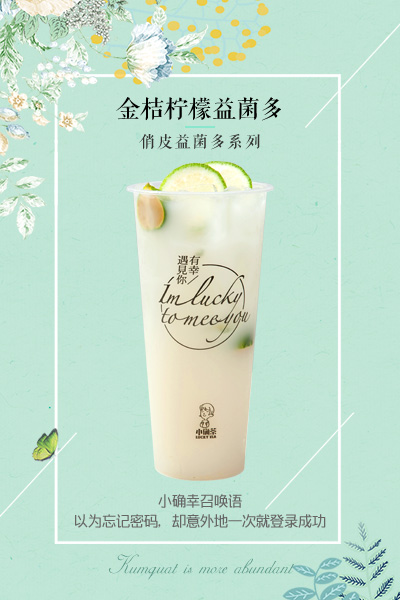 金桔柠檬益菌多
俏皮益菌多系列
有幸
遇見你
I'm lucky
to meet you
小确茶
LUCKY TEA
小确幸召唤语
以为忘记密码，却意外地一次就登录成功
Kumquat is more abundant